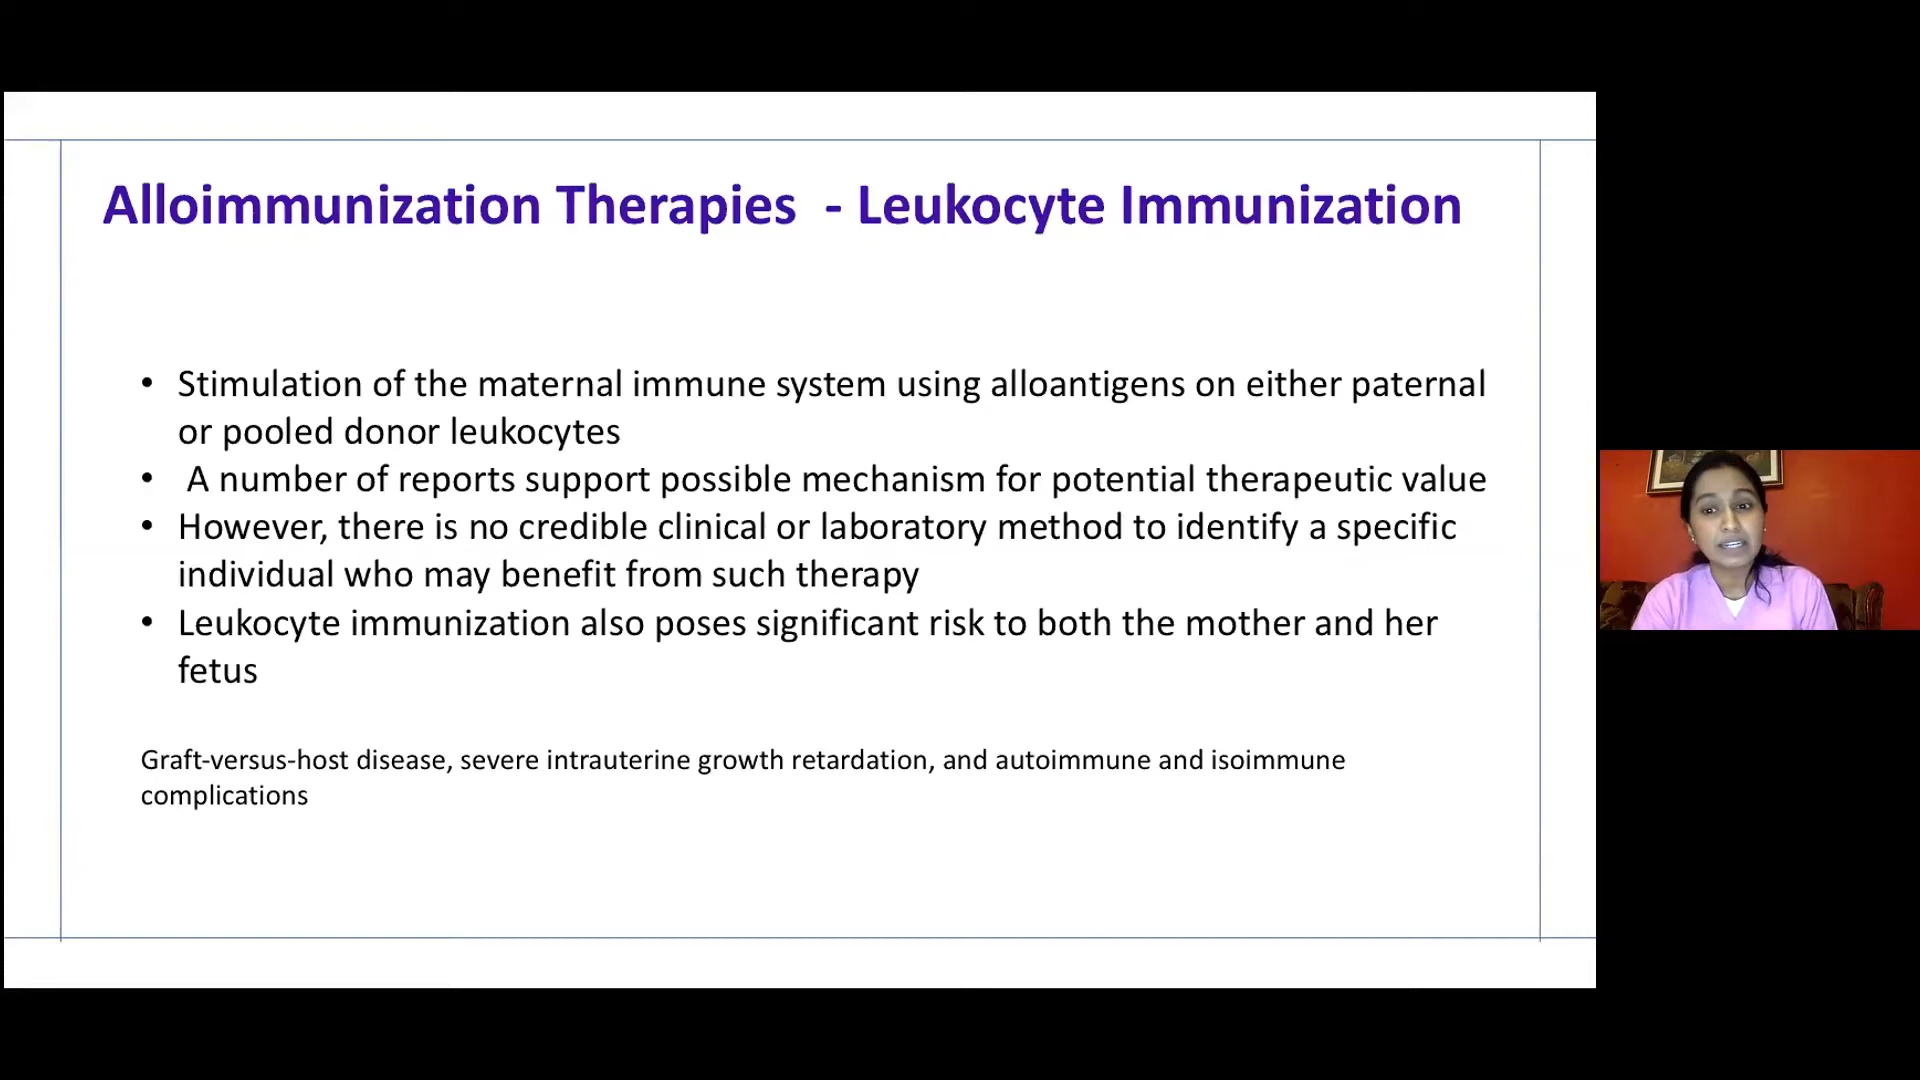 Alloimmunization Therapies  - Leukocyte Immunization
• Stimulation of the maternal immune system using alloantigens on either paternal
or pooled donor leukocytes
•  A number of reports support possible mechanism for potential therapeutic value
• However, there is no credible clinical or laboratory method to identify a specific
individual who may benefit from such therapy
• Leukocyte immunization also poses significant risk to both the mother and her
fetus
Graft-versus-host disease, severe intrauterine growth retardation, and autoimmune and isoimmune
complications